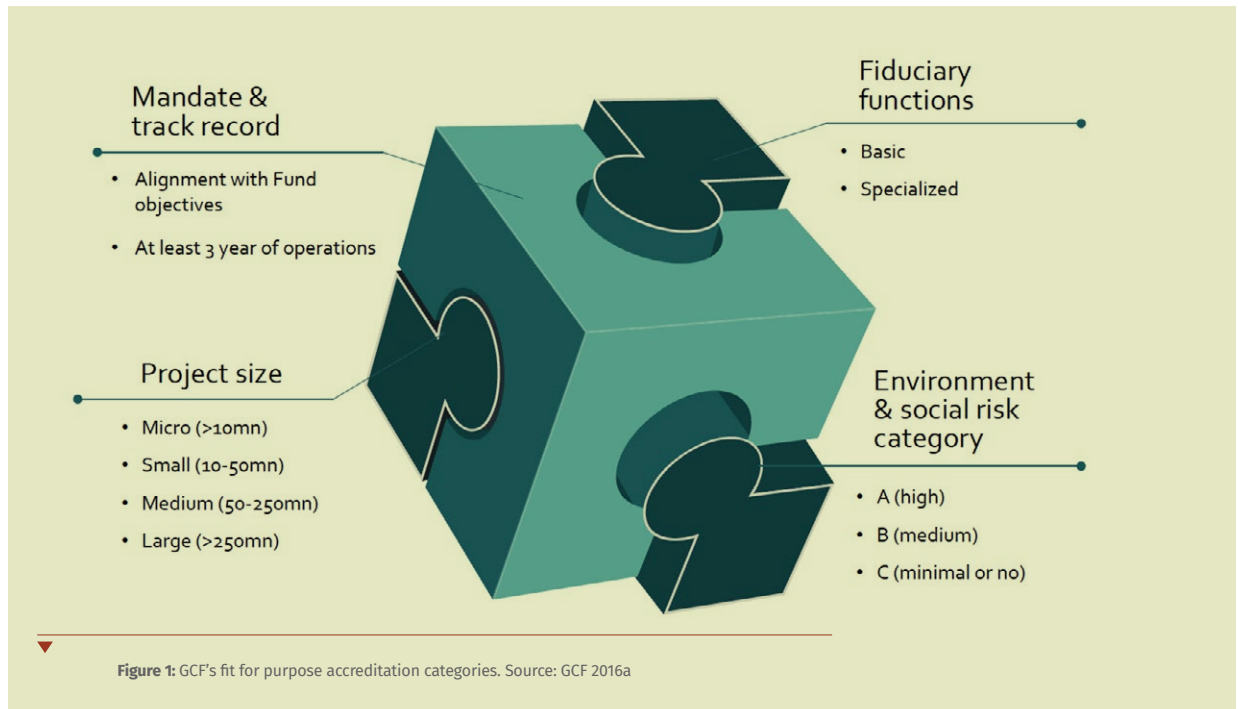 Mandate &
track record
• Alignment with Fund
objectives
• At least 3 year of operations
Fiduciary
functions
• Basic
• Specialized
Project size
• Micro (>10mn)
• Small (10-50mn)
• Medium (50-250mn)
• Large (>250mn)
Environment
& social risk
category
• A (high)
• B (medium)
• C (minimal or no)
Figure 1: GCF's fit for purpose accreditation categories. Source: GCF 2016a